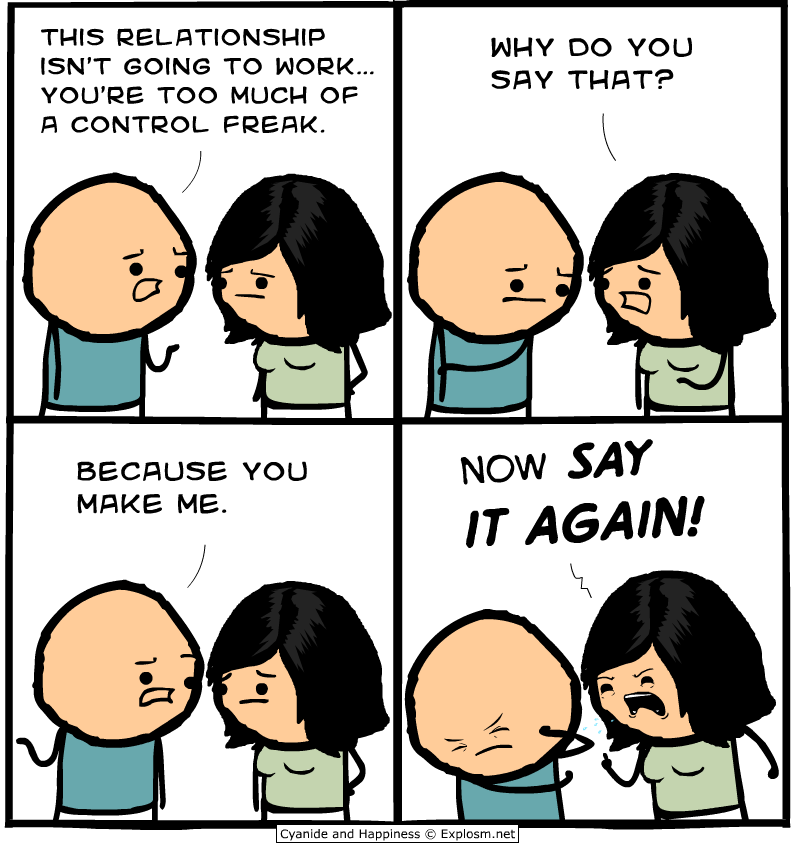 THIS RELATIONSHIP
ISN'T GOING TO WORK...
YOU'RE TOO MUCH OF
A CONTROL FREAK.
WHY DO YOU
SAY THAT?
BECAUSE YOU
MAKE ME.
NOW SAY
IT AGAIN!
Cyanide and Happiness © Explosm.net